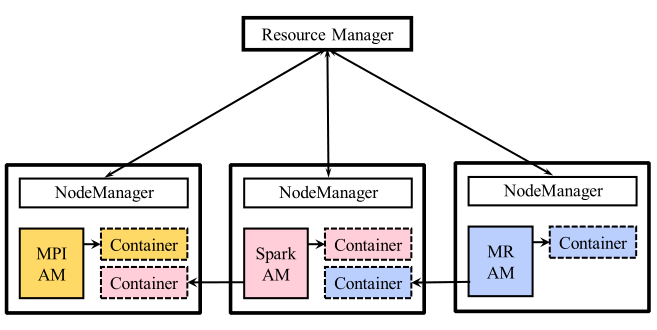 Resource Manager
NodeManager
MPI
AM
Container
Container
NodeManager
Spark
AM
Container
Container
NodeManager
MR
AM
Container